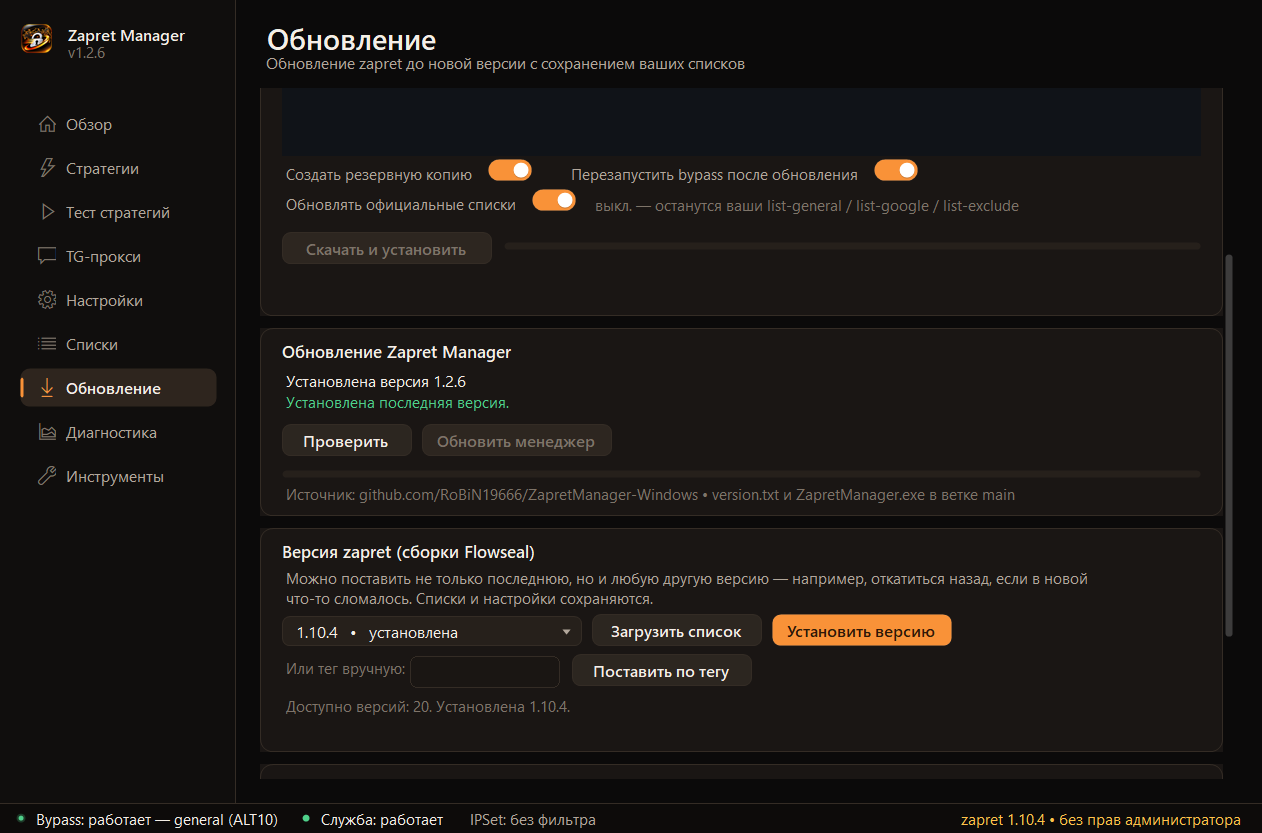 Zapret Manager
v1.2.6
Обзор
Стратегии
Тест стратегий
TG-прокси
Настройки
Списки
Обновление
Диагностика
Инструменты
Обновление
Обновление zapret до новой версии с сохранением ваших списков
Создать резервную копию
Перезапустить bypass после обновления
Обновлять официальные списки
выкл. — останутся ваши list-general / list-google / list-exclude
Скачать и установить
Обновление Zapret Manager
Установлена версия 1.2.6
Установлена последняя версия.
Проверить
Обновить менеджер
Источник: github.com/RoBiN19666/ZapretManager-Windows • version.txt и ZapretManager.exe в ветке main
Версия zapret (сборки Flowseal)
Можно поставить не только последнюю, но и любую другую версию — например, откатиться назад, если в новой
что-то сломалось. Списки и настройки сохраняются.
1.10.4 • установлена
Загрузить список
Установить версию
Или тег вручную:
Поставить по тегу
Доступно версий: 20. Установлена 1.10.4.
Bypass: работает — general (ALT10)
Служба: работает
IPSet: без фильтра
zapret 1.10.4 • без прав администратора